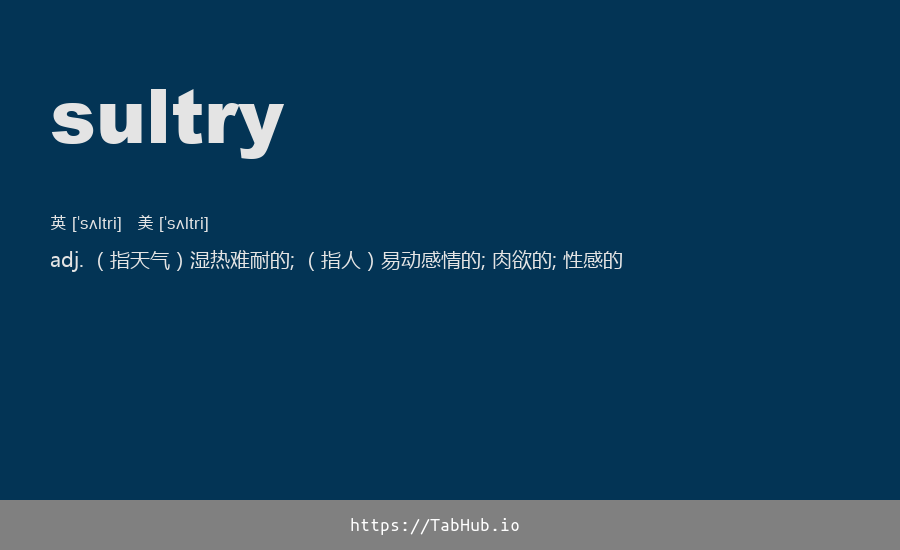 sultry
英 [ˈsʌltri] 美 [ˈsʌltri]
adj. （指天气）湿热难耐的; （指人）易动感情的; 肉欲的; 性感的
https://TabHub.io